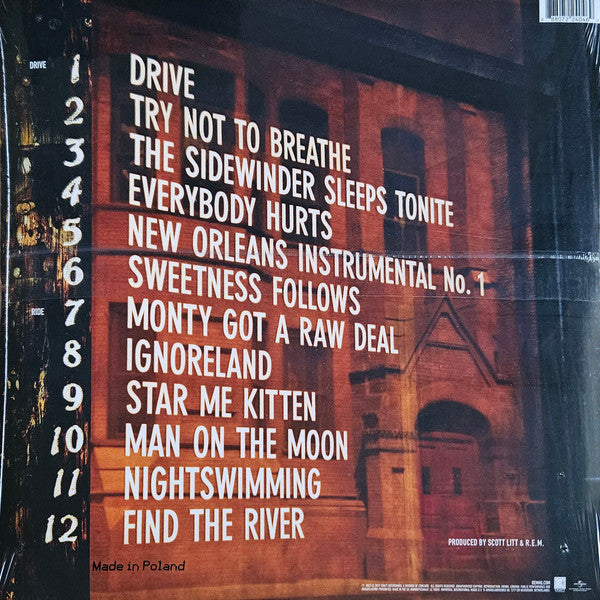 DRIVE
1 DRIVE
2 TRY NOT TO BREATHE
3 THE SIDEWINDER SLEEPS TONITE
4 EVERYBODY HURTS
5 NEW ORLEANS INSTRUMENTAL No. 1
6 SWEETNESS FOLLOWS
RIDE
7 MONTY GOT A RAW DEAL
8 IGNORELAND
9 STAR ME KITTEN
10 MAN ON THE MOON
11 NIGHTSWIMMING
12 FIND THE RIVER
PRODUCED BY SCOTT LITT & R.E.M.
Made in Poland
REMHQ.COM